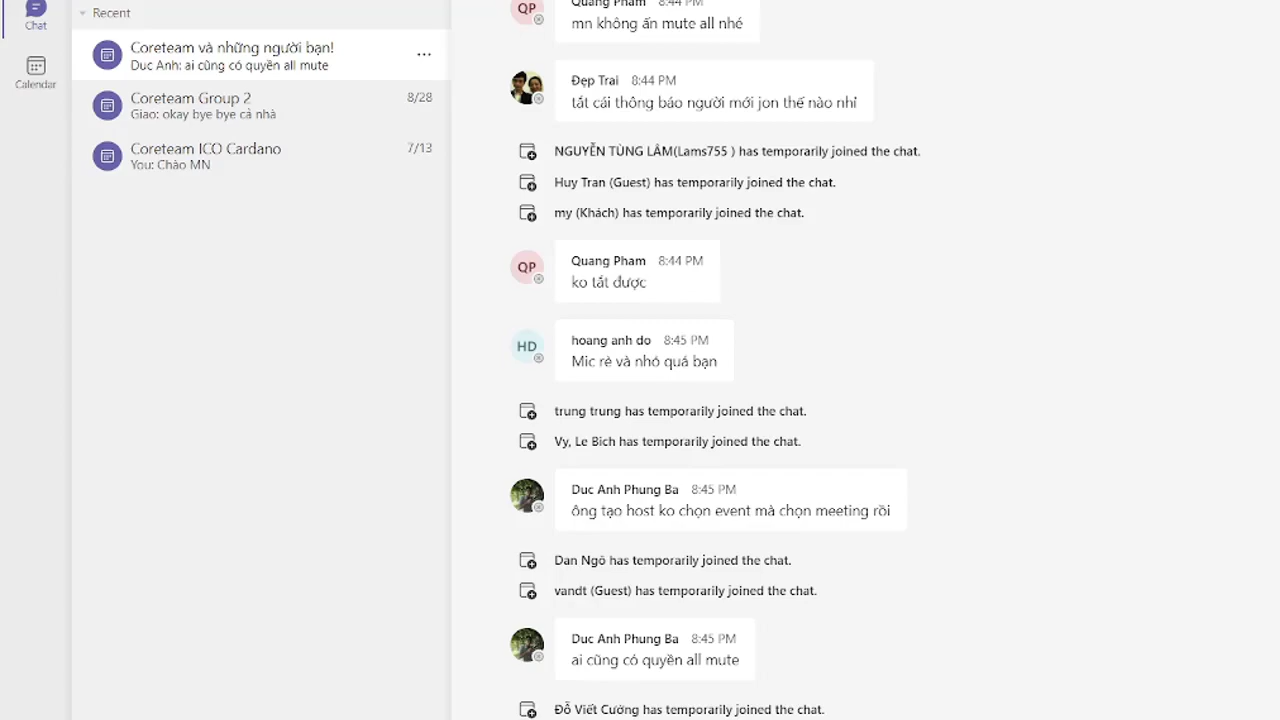 Chat
Calendar
Recent
Coreteam và những người bạn!
Duc Anh: ai cũng có quyền all mute
Coreteam Group 2
8/28
Giao: okay bye bye cả nhà
Coreteam ICO Cardano
7/13
You: Chào MN
QP
Quang Pham 8:44 PM
mn không ấn mute all nhé
Đẹp Trai 8:44 PM
tắt cái thông báo người mới jon thế nào nhỉ
NGUYỄN TÙNG LÂM(Lams755 ) has temporarily joined the chat.
Huy Tran (Guest) has temporarily joined the chat.
my (Khách) has temporarily joined the chat.
QP
Quang Pham 8:44 PM
ko tắt được
HD
hoang anh do 8:45 PM
Mic rè và nhỏ quá bạn
trung trung has temporarily joined the chat.
Vy, Le Bich has temporarily joined the chat.
Duc Anh Phung Ba 8:45 PM
ông tạo host ko chọn event mà chọn meeting rồi
Dan Ngô has temporarily joined the chat.
vandt (Guest) has temporarily joined the chat.
Duc Anh Phung Ba 8:45 PM
ai cũng có quyền all mute
Đỗ Viết Cường has temporarily joined the chat.